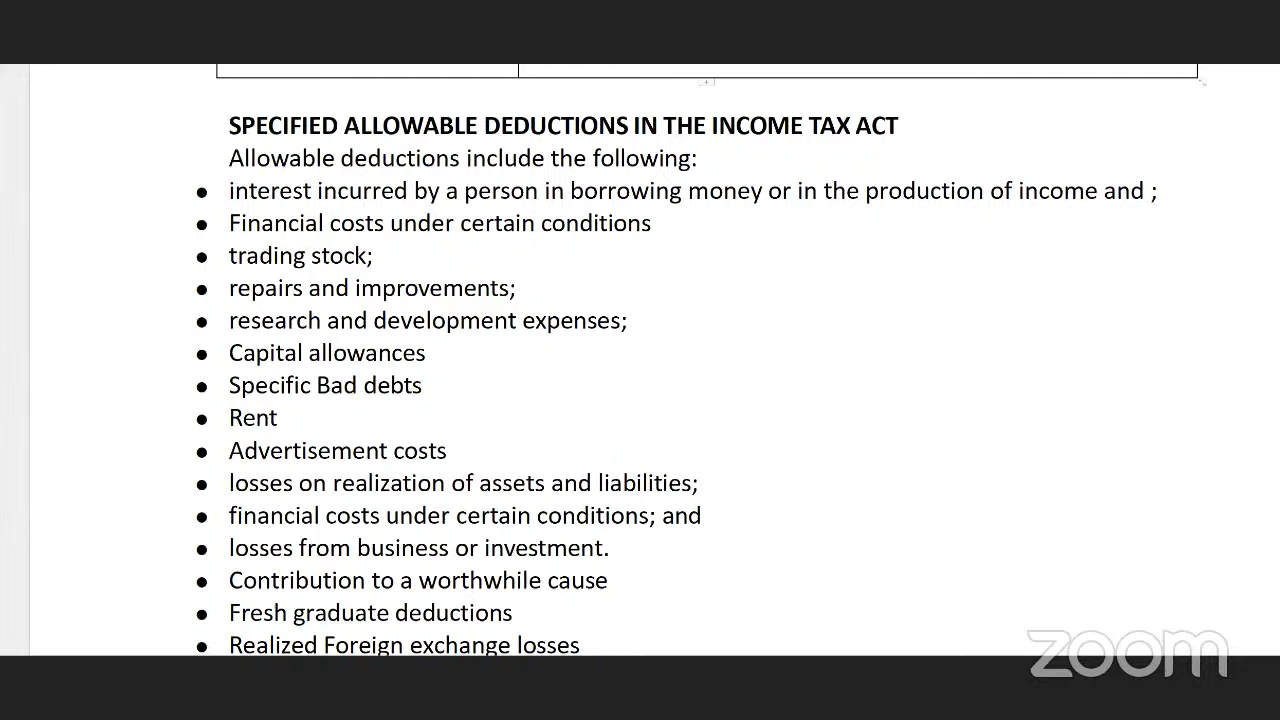 SPECIFIED ALLOWABLE DEDUCTIONS IN THE INCOME TAX ACT
Allowable deductions include the following:
● interest incurred by a person in borrowing money or in the production of income and ;
● Financial costs under certain conditions
● trading stock;
● repairs and improvements;
● research and development expenses;
● Capital allowances
● Specific Bad debts
● Rent
● Advertisement costs
● losses on realization of assets and liabilities;
● financial costs under certain conditions; and
● losses from business or investment.
● Contribution to a worthwhile cause
● Fresh graduate deductions
● Realized Foreign exchange losses
zoom